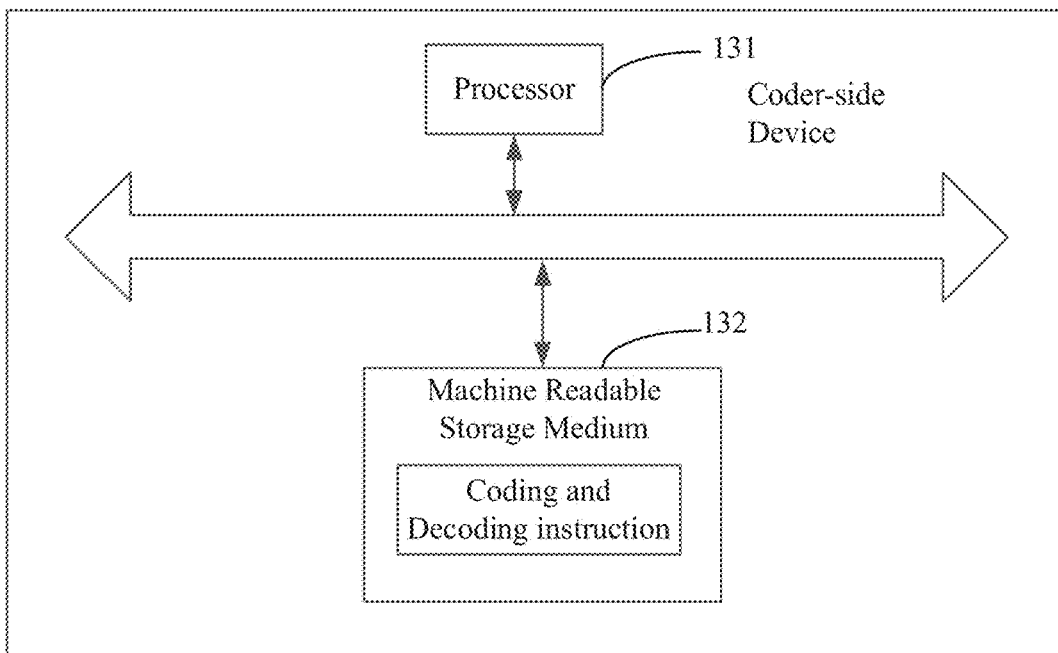 131
Processor
Coder-side
Device
132
Machine Readable
Storage Medium
Coding and
Decoding instruction